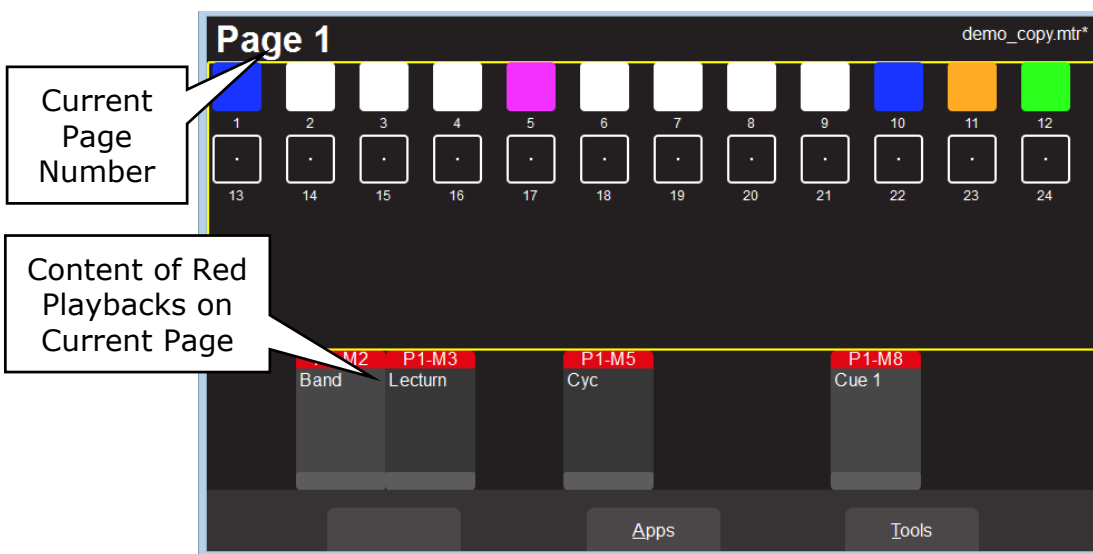 Page 1
demo_copy.mtr*
Current
Page
Number
1 2 3 4 5 6 7 8 9 10 11 12
13 14 15 16 17 18 19 20 21 22 23 24
Content of Red
Playbacks on
Current Page
M2 P1-M3 P1-M5 P1-M8
Band Lecturn Cyc Cue 1
Apps Tools